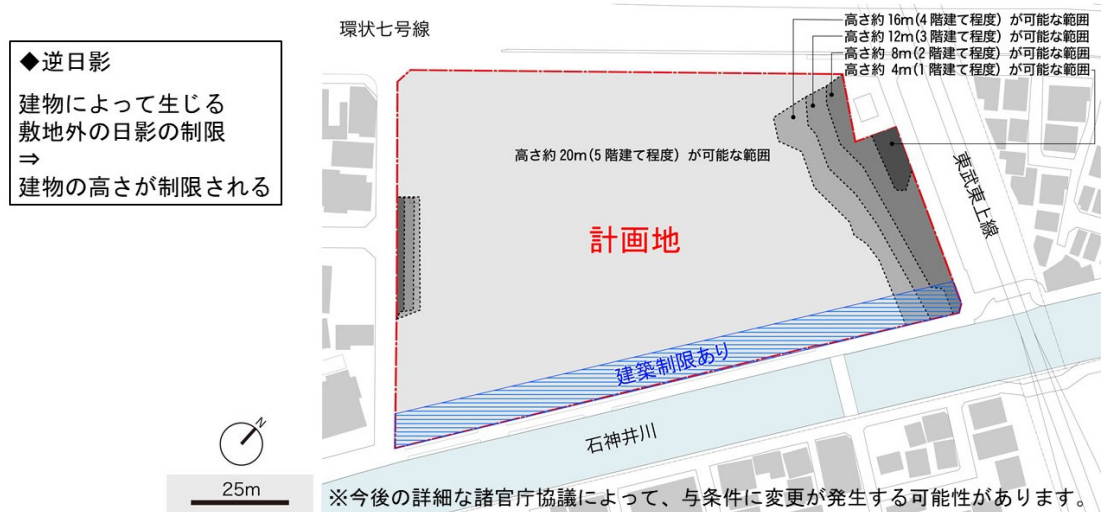 環状七号線
高さ約16m(4階建て程度)が可能な範囲
高さ約12m(3階建て程度)が可能な範囲
高さ約 8m(2階建て程度)が可能な範囲
高さ約 4m(1階建て程度)が可能な範囲
◆逆日影
建物によって生じる
敷地外の日影の制限
⇒
建物の高さが制限される
高さ約20m(5階建て程度)が可能な範囲
東武東上線
計画地
建築制限あり
石神井川
N
25m
※今後の詳細な諸官庁協議によって、与条件に変更が発生する可能性があります。